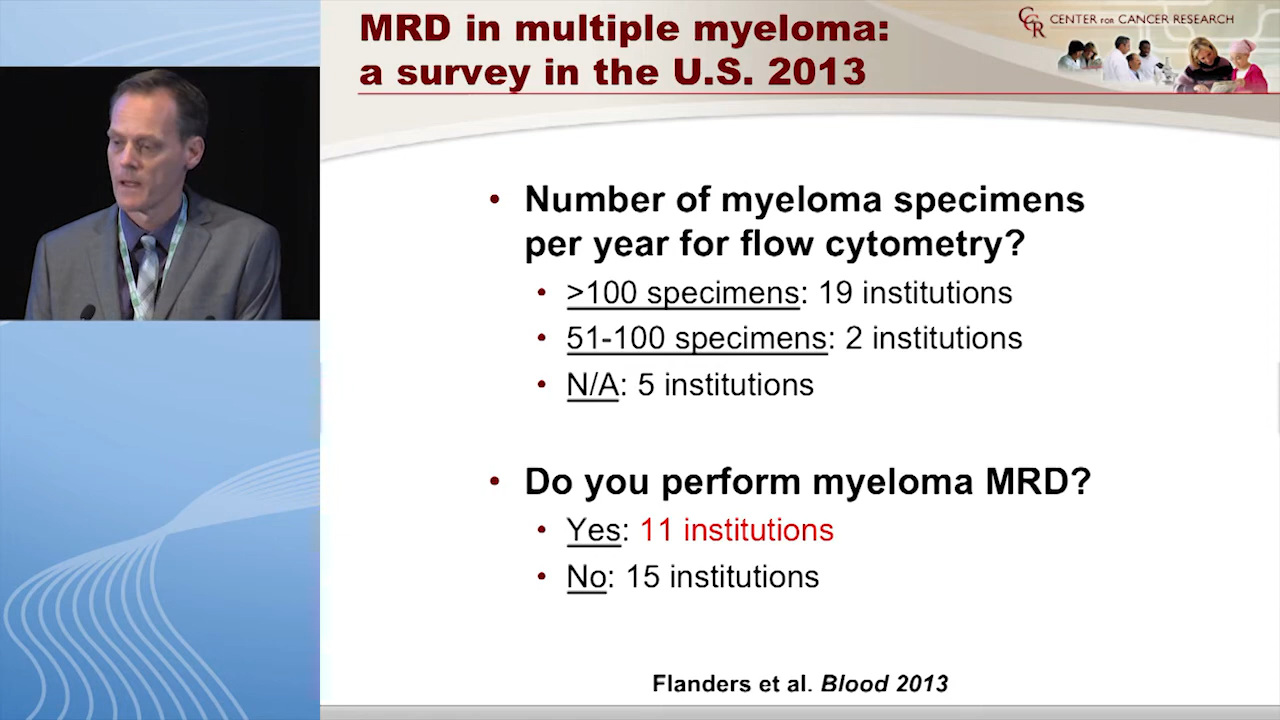 MRD in multiple myeloma:
a survey in the U.S. 2013
CCR CENTER FOR CANCER RESEARCH
• Number of myeloma specimens
per year for flow cytometry?
• >100 specimens: 19 institutions
• 51-100 specimens: 2 institutions
• N/A: 5 institutions
• Do you perform myeloma MRD?
• Yes: 11 institutions
• No: 15 institutions
Flanders et al. Blood 2013